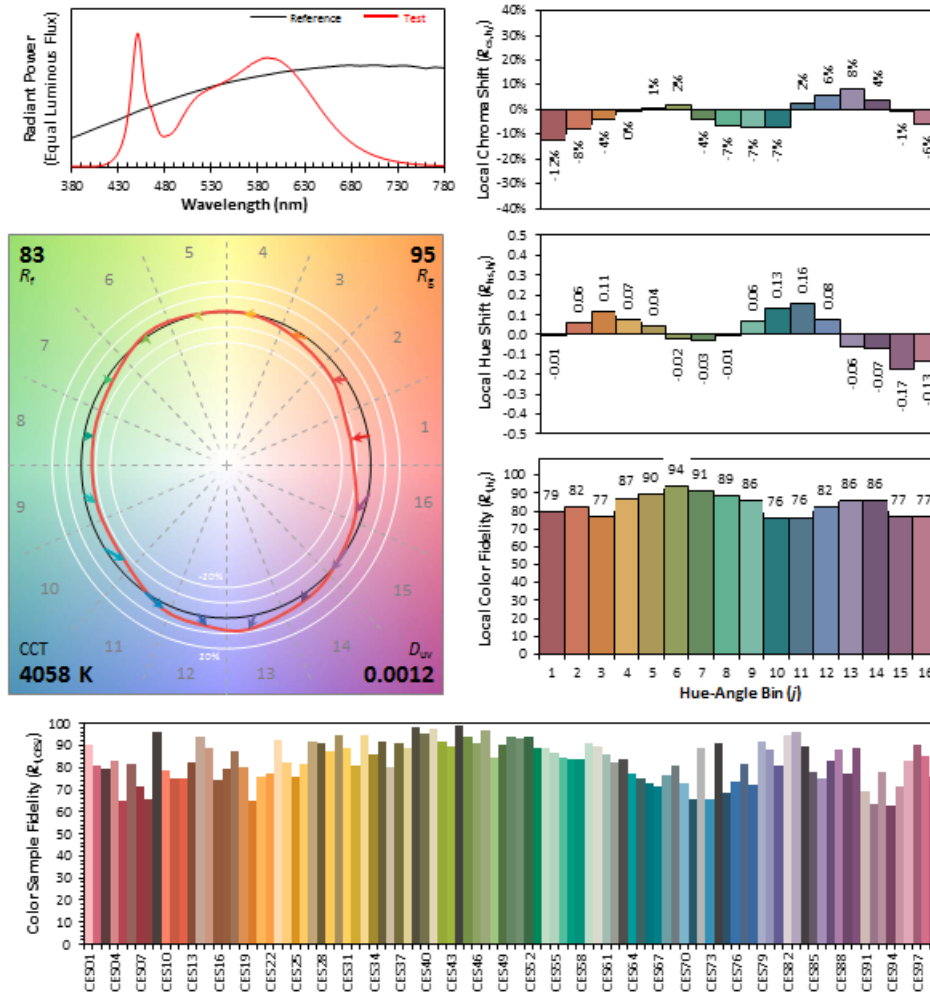 Reference Test
Radiant Power
(Equal Luminous Flux)
380 430 480 530 580 630 680 730 780
Wavelength (nm)
Local Chroma Shift (Rcs,hj)
40%
30%
20%
10%
0%
-10%
-20%
-30%
-40%
-12% -8% -4% 0% 1% 2% -4% -7% -7% -7% 2% 6% 8% 4% -1% -6%
83
Rf
95
Rg
1 2 3 4 5 6 7 8 9 10 11 12 13 14 15 16
-20%
20%
CCT
4058 K
Duv
0.0012
Local Hue Shift (Rhs,hj)
0.5
0.4
0.3
0.2
0.1
0.0
-0.1
-0.2
-0.3
-0.4
-0.5
-0.01 0.06 0.11 0.07 0.04 -0.02 -0.03 -0.01 0.06 0.13 0.16 0.08 -0.06 -0.07 -0.17 -0.13
Local Color Fidelity (Rf,hj)
100
90
80
70
60
50
40
30
20
10
0
79 82 77 87 90 94 91 89 86 76 76 82 86 86 77 77
1 2 3 4 5 6 7 8 9 10 11 12 13 14 15 16
Hue-Angle Bin (j)
Color Sample Fidelity (Rf,CESi)
100
90
80
70
60
50
40
30
20
10
0
CES01 CES04 CES07 CES10 CES13 CES16 CES19 CES22 CES25 CES28 CES31 CES34 CES37 CES40 CES43 CES46 CES49 CES52 CES55 CES58 CES61 CES64 CES67 CES70 CES73 CES76 CES79 CES82 CES85 CES88 CES91 CES94 CES97